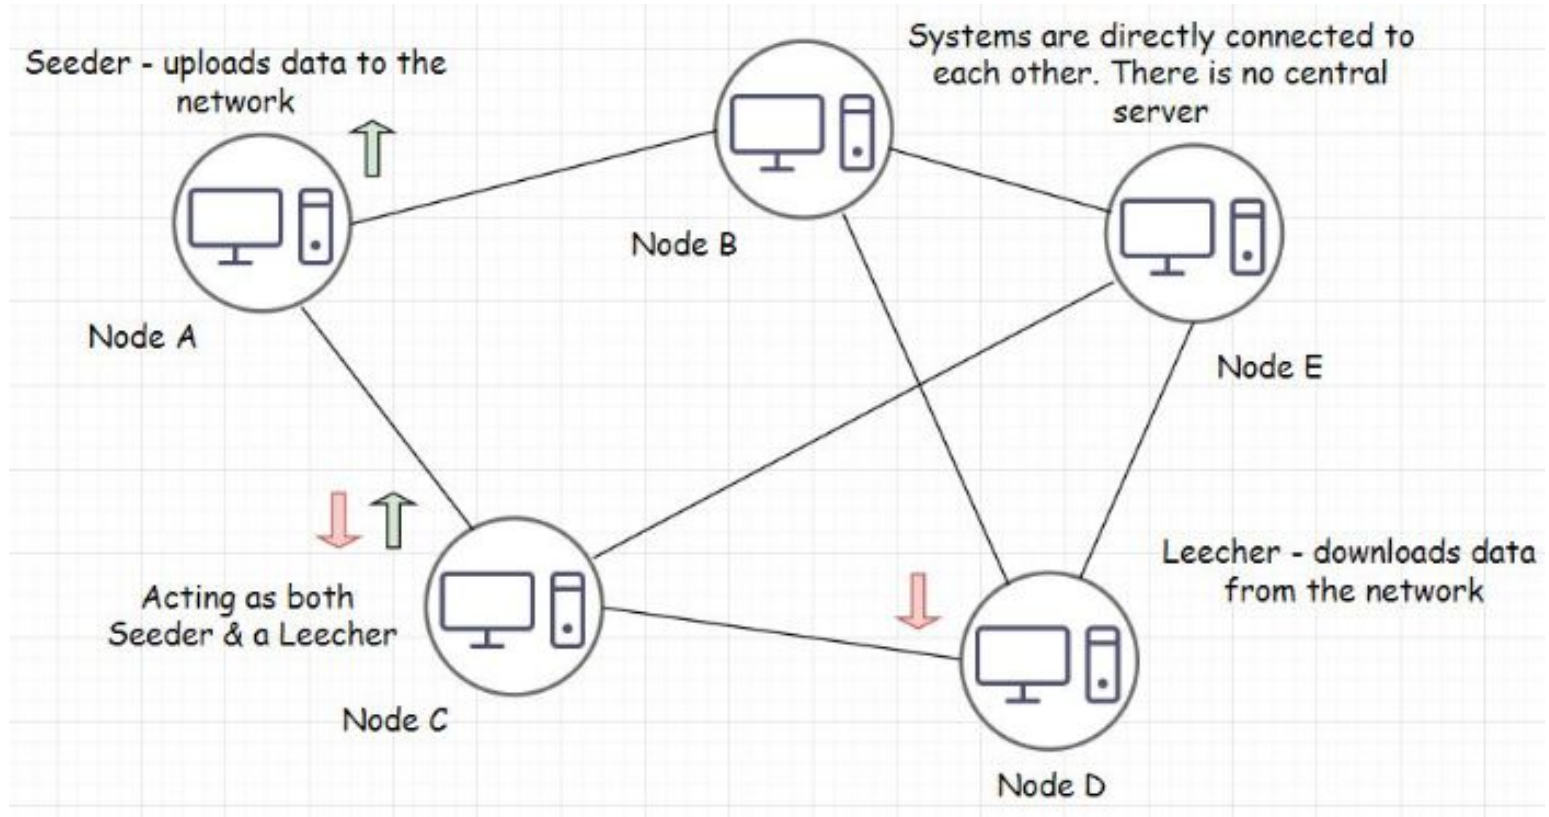 Seeder - uploads data to the
network
Systems are directly connected to
each other. There is no central
server
Node B
Node A
Node E
Leecher - downloads data
from the network
Acting as both
Seeder & a Leecher
Node C
Node D